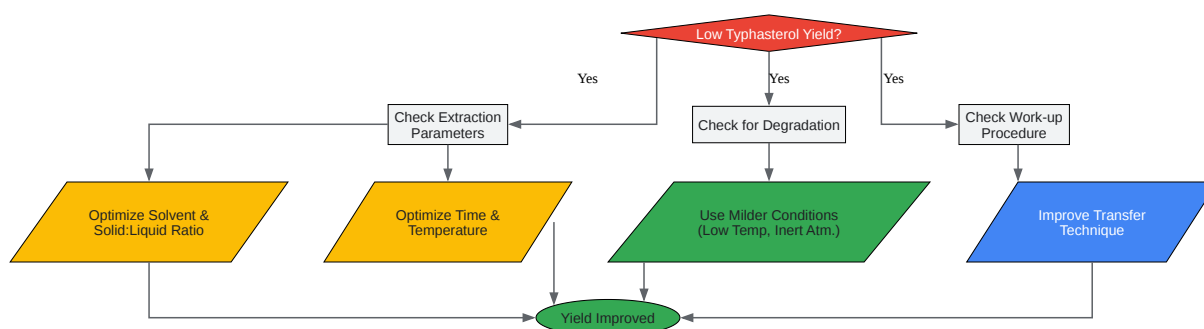 Low Typhasterol Yield?
Yes
Yes
Yes
Check Extraction
Parameters
Check for Degradation
Check Work-up
Procedure
Optimize Solvent &
Solid:Liquid Ratio
Optimize Time &
Temperature
Use Milder Conditions
(Low Temp, Inert Atm.)
Improve Transfer
Technique
Yield Improved